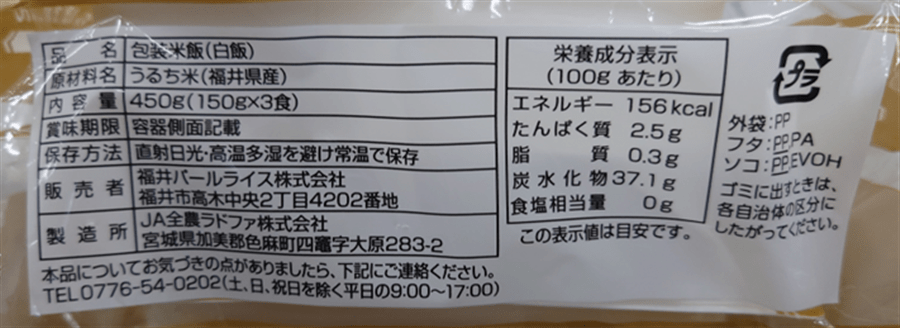 品名 包装米飯(白飯)
原材料名 うるち米(福井県産)
内容量 450g(150g×3食)
賞味期限 容器側面記載
保存方法 直射日光・高温多湿を避け常温で保存
販売者 福井パールライス株式会社
福井市高木中央2丁目4202番地
製造所 JA全農ラドファ株式会社
宮城県加美郡色麻町四竈字大原283-2
本品についてお気づきの点がありましたら、下記にご連絡ください。
TEL0776-54-0202(土、日、祝日を除く平日の9:00〜17:00)
栄養成分表示
(100gあたり)
エネルギー 156kcal
たんぱく質 2.5g
脂質 0.3g
炭水化物 37.1g
食塩相当量 0g
この表示値は目安です。
プラ
外袋:PP
フタ:PP,PA
ソコ:PP,EVOH
ゴミに出すときは、
各自治体の区分に
したがってください。